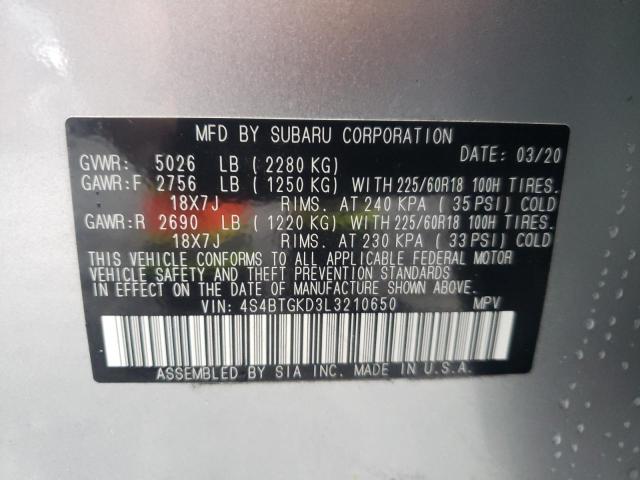 MFD BY SUBARU CORPORATION
GVWR: 5026 LB ( 2280 KG) DATE: 03/20
GAWR:F 2756 LB ( 1250 KG) WITH 225/60R18 100H TIRES.
18X7J RIMS. AT 240 KPA ( 35 PSI) COLD
GAWR:R 2690 LB ( 1220 KG) WITH 225/60R18 100H TIRES.
18X7J RIMS. AT 230 KPA ( 33 PSI) COLD
THIS VEHICLE CONFORMS TO ALL APPLICABLE FEDERAL MOTOR
VEHICLE SAFETY AND THEFT PREVENTION STANDARDS IN
EFFECT ON THE DATE OF MANUFACTURE SHOWN ABOVE.
VIN: 4S4BTGKD3L3210650 MPV
ASSEMBLED BY SIA INC. MADE IN U.S.A.